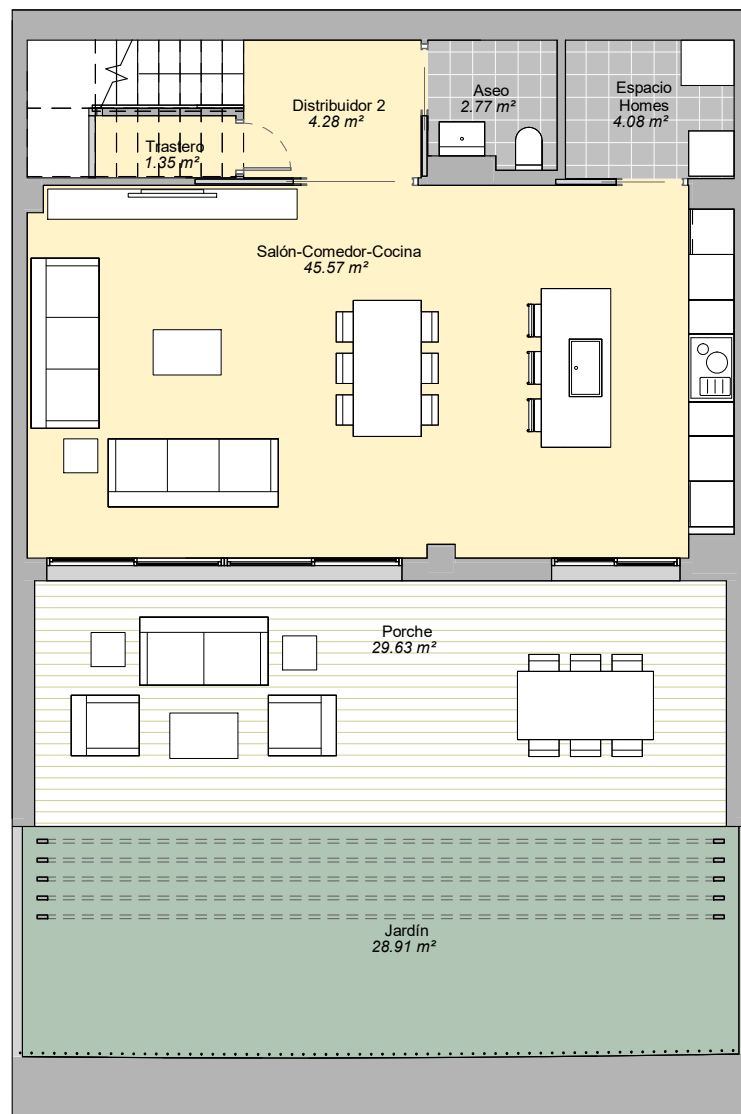 Distribuidor 2
4.28 m²
Aseo
2.77 m²
Espacio
Homes
4.08 m²
Trastero
1.35 m²
Salón-Comedor-Cocina
45.57 m²
Porche
29.63 m²
Jardín
28.91 m²